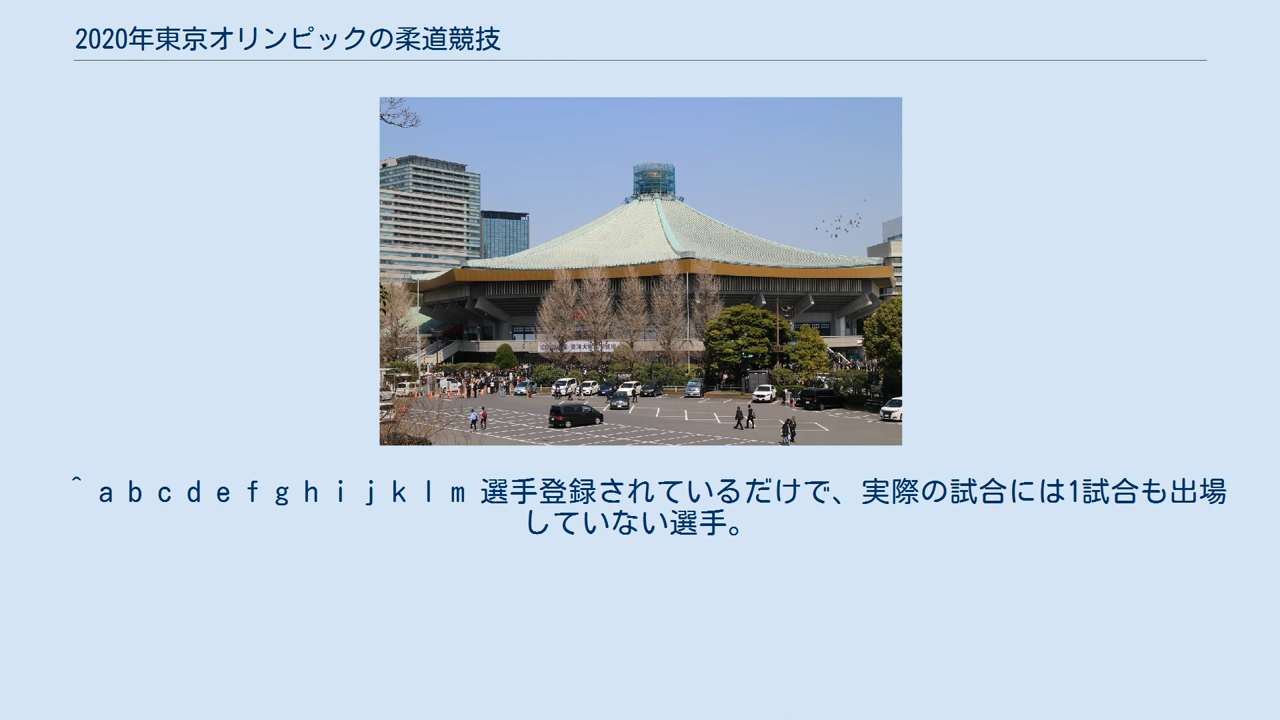 2020年東京オリンピックの柔道競技
^ a b c d e f g h i j k l m 選手登録されているだけで、実際の試合には1試合も出場
していない選手。